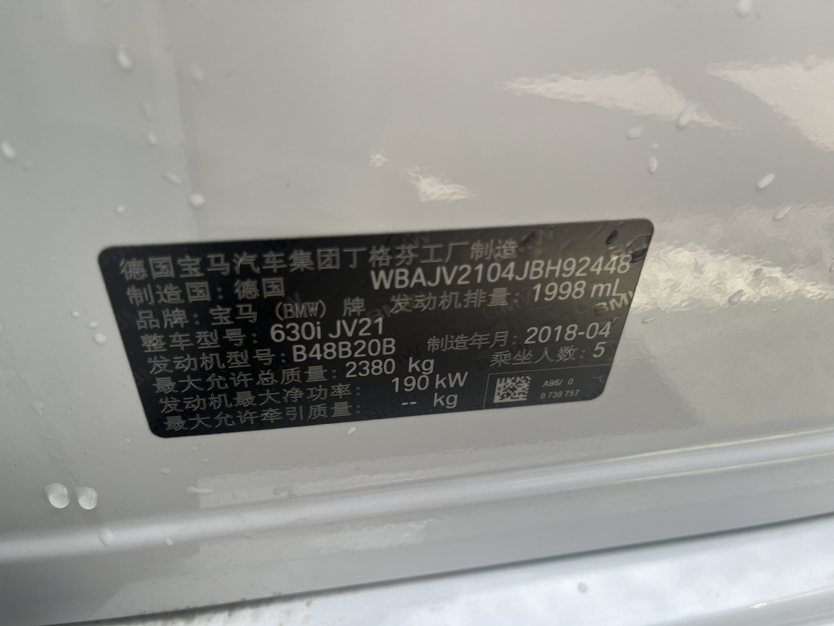 德国宝马汽车集团丁格芬工厂制造
制造国：德国 WBAJV2104JBH92448
品牌：宝马（BMW）牌 发动机排量：1998 mL
整车型号：630i JV21
发动机型号：B48B20B 制造年月：2018-04
最大允许总质量：2380 kg 乘坐人数：5
发动机最大净功率：190 kW
最大允许牵引质量：-- kg
A96/ 0
8 738 757